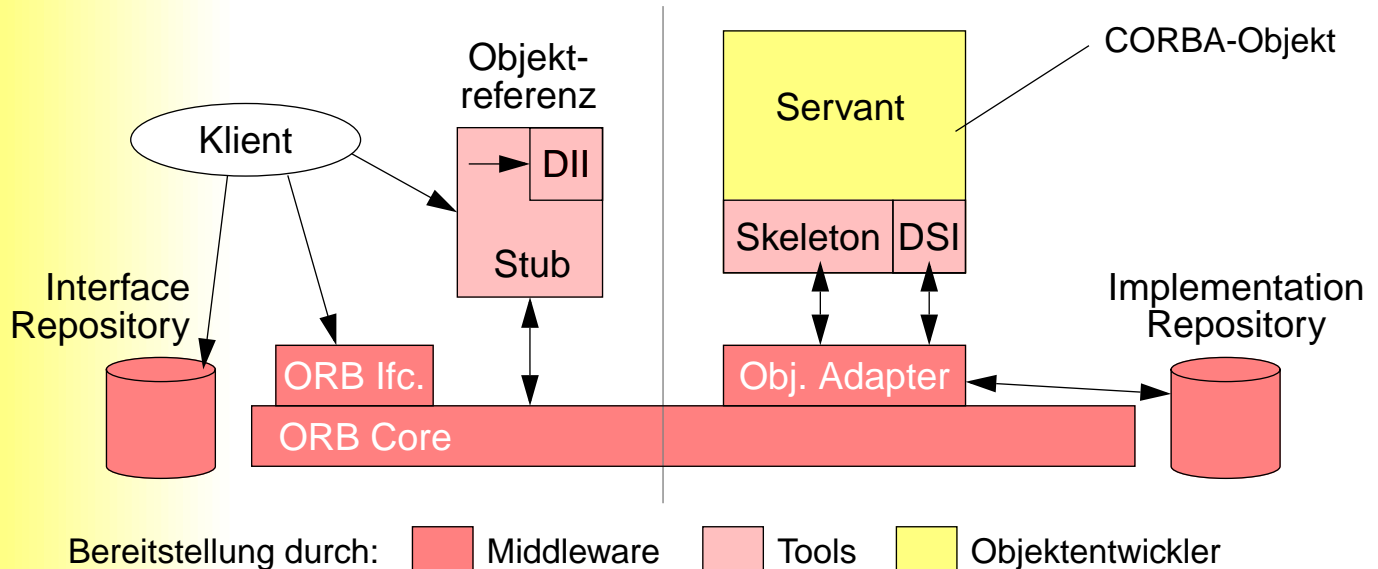 CORBA-Objekt
Objekt-
referenz
Servant
Klient
DII
Skeleton
DSI
Stub
Interface
Repository
Implementation
Repository
ORB Ifc.
Obj. Adapter
ORB Core
Bereitstellung durch:
Middleware
Tools
Objektentwickler